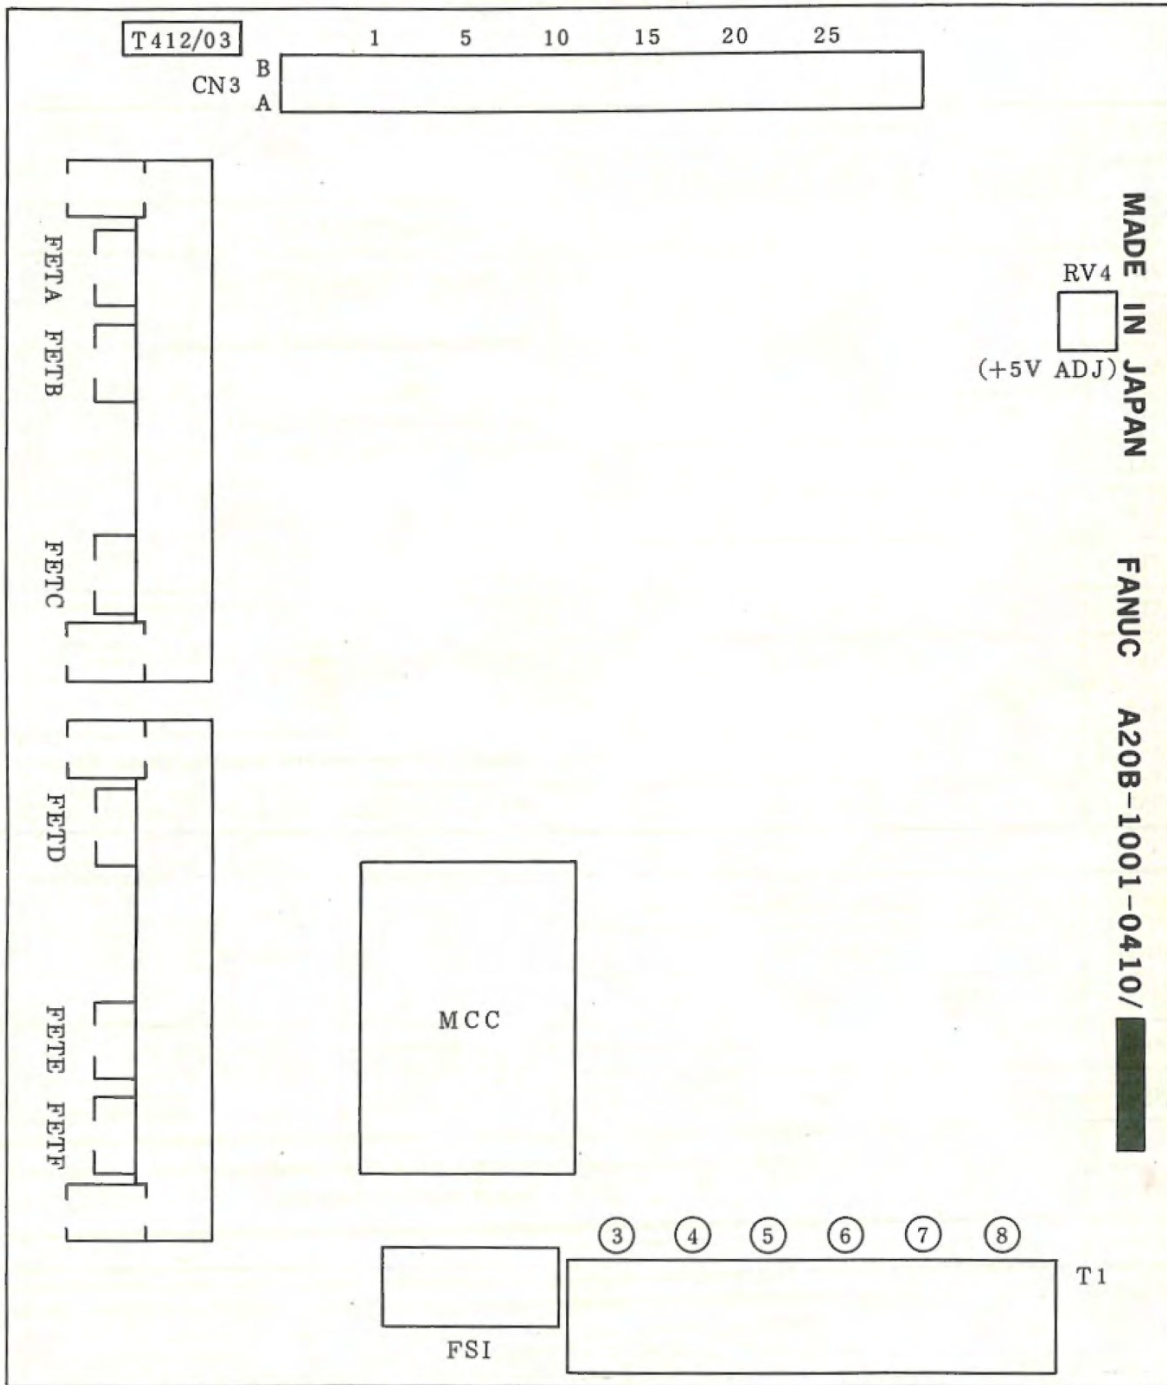 T412/03
1 5 10 15 20 25
CN3
B
A
FETA
FETB
FETC
FETD
FETE
FETF
RV4
(+5V ADJ)
MADE IN JAPAN FANUC A20B-1001-0410/
MCC
FSI
3 4 5 6 7 8
T1